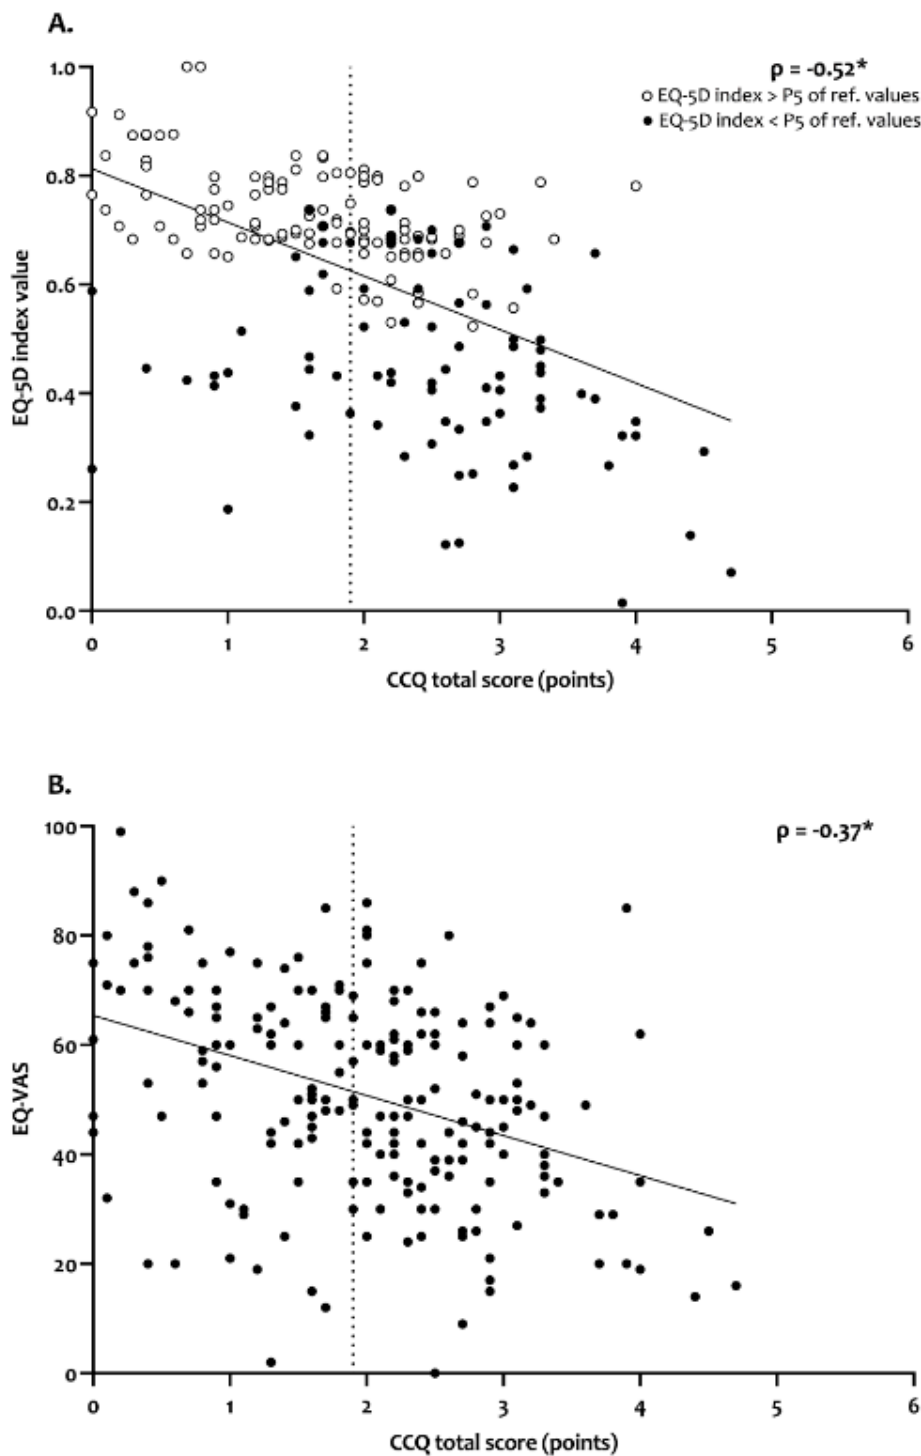 A.
ρ = -0.52*
EQ-5D index > P5 of ref. values
EQ-5D index < P5 of ref. values
1.0
0.8
0.6
0.4
0.2
0.0
EQ-5D index value
0 1 2 3 4 5 6
CCQ total score (points)
B.
ρ = -0.37*
100
80
60
40
20
0
EQ-VAS
0 1 2 3 4 5 6
CCQ total score (points)